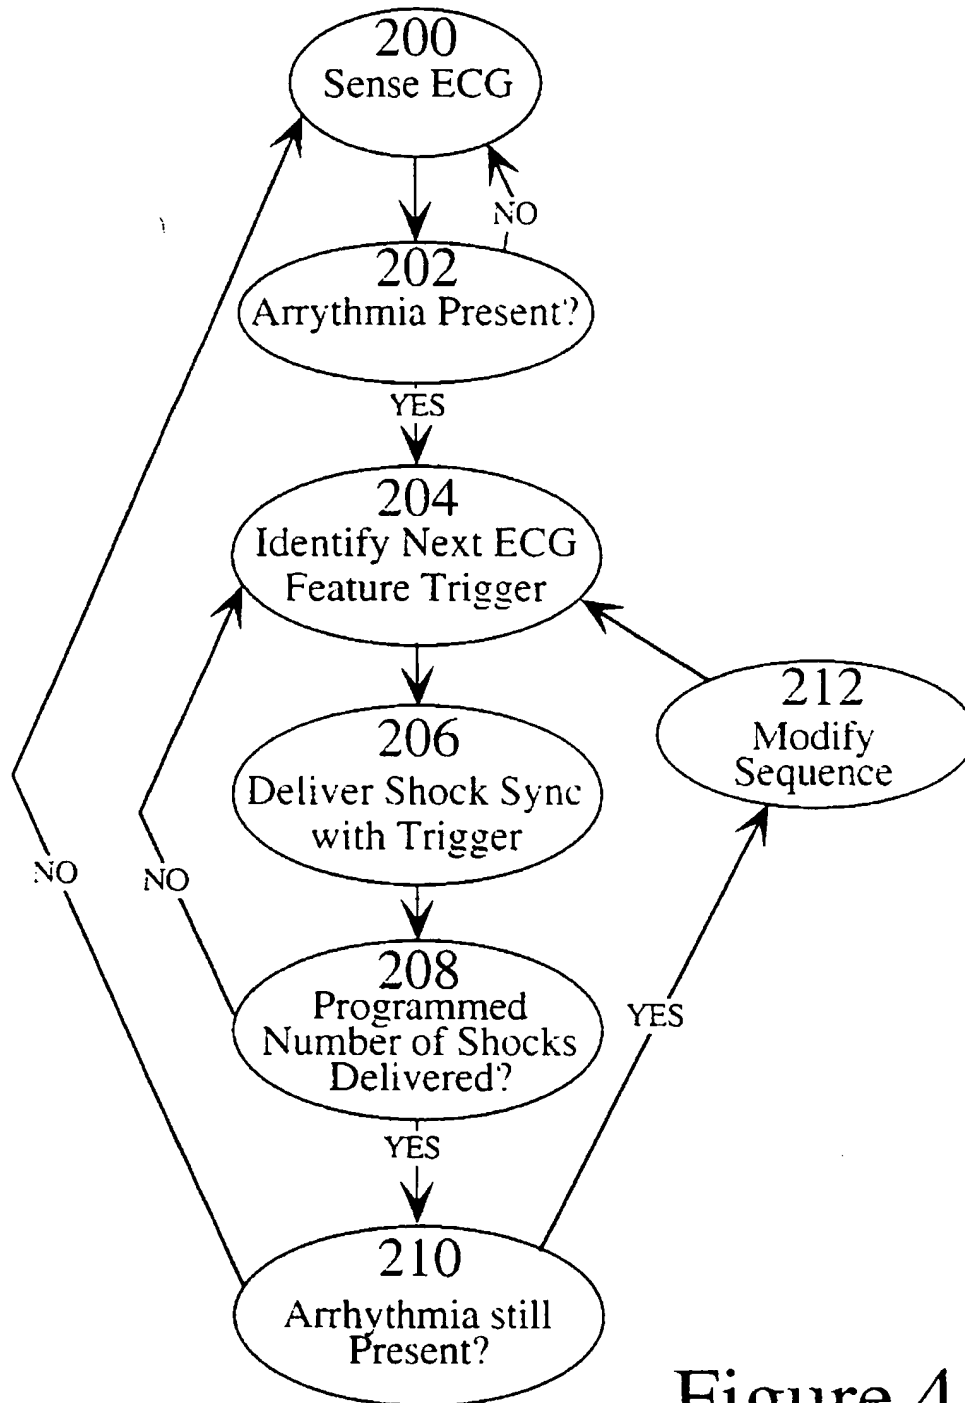 200
Sense ECG
NO
202
Arrythmia Present?
YES
204
Identify Next ECG
Feature Trigger
206
Deliver Shock Sync
with Trigger
212
Modify
Sequence
NO
NO
208
Programmed
Number of Shocks
Delivered?
YES
YES
210
Arrhythmia still
Present?
Figure 4